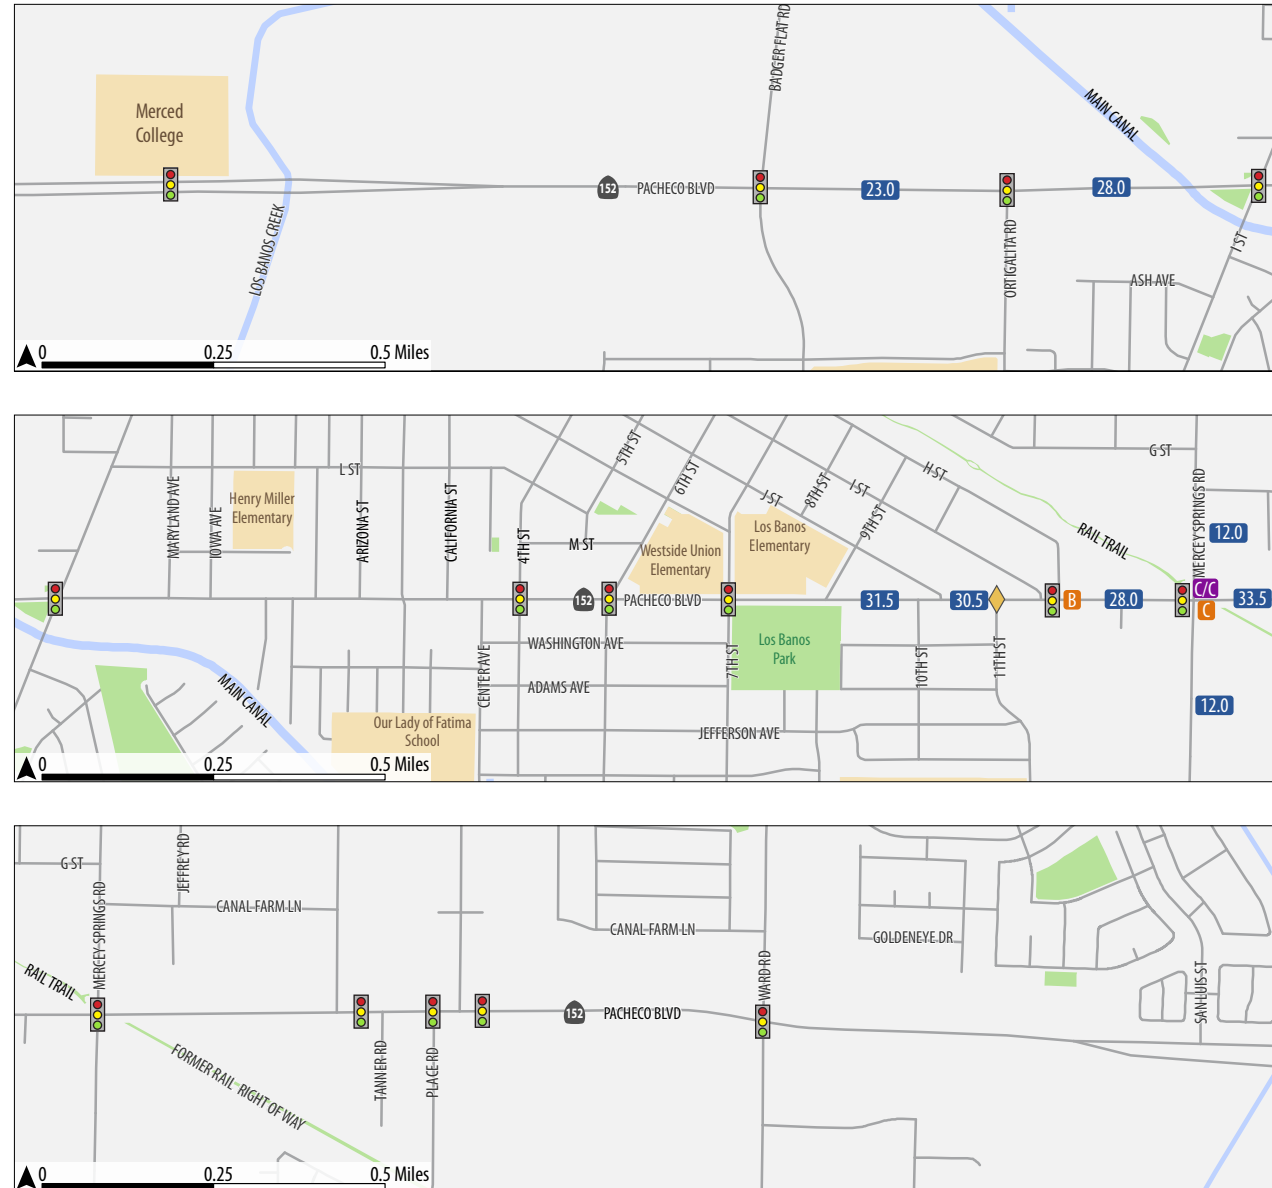 BADGER FLAT RD
Merced
College
MAIN CANAL
152
PACHECO BLVD
23.0
28.0
LOS BANOS CREEK
ORTIGALITA RD
I ST
ASH AVE
0
0.25
0.5 Miles
G ST
L ST
5TH ST
6TH ST
H ST
J ST
I ST
8TH ST
9TH ST
MARYLAND AVE
IOWA AVE
Henry Miller
Elementary
ARIZONA ST
CALIFORNIA ST
4TH ST
M ST
Westside Union
Elementary
Los Banos
Elementary
RAIL TRAIL
MERCEY SPRINGS RD
12.0
152
PACHECO BLVD
31.5
30.5
B
28.0
C/C
C
33.5
WASHINGTON AVE
CENTER AVE
7TH ST
Los Banos
Park
10TH ST
11TH ST
ADAMS AVE
MAIN CANAL
12.0
Our Lady of Fatima
School
JEFFERSON AVE
0
0.25
0.5 Miles
JEFFREY RD
G ST
MERCEY SPRINGS RD
CANAL FARM LN
CANAL FARM LN
GOLDENEYE DR
RAIL TRAIL
WARD RD
SAN LUIS ST
152
PACHECO BLVD
TANNER RD
PLACE RD
FORMER RAIL-RIGHT OF WAY
0
0.25
0.5 Miles